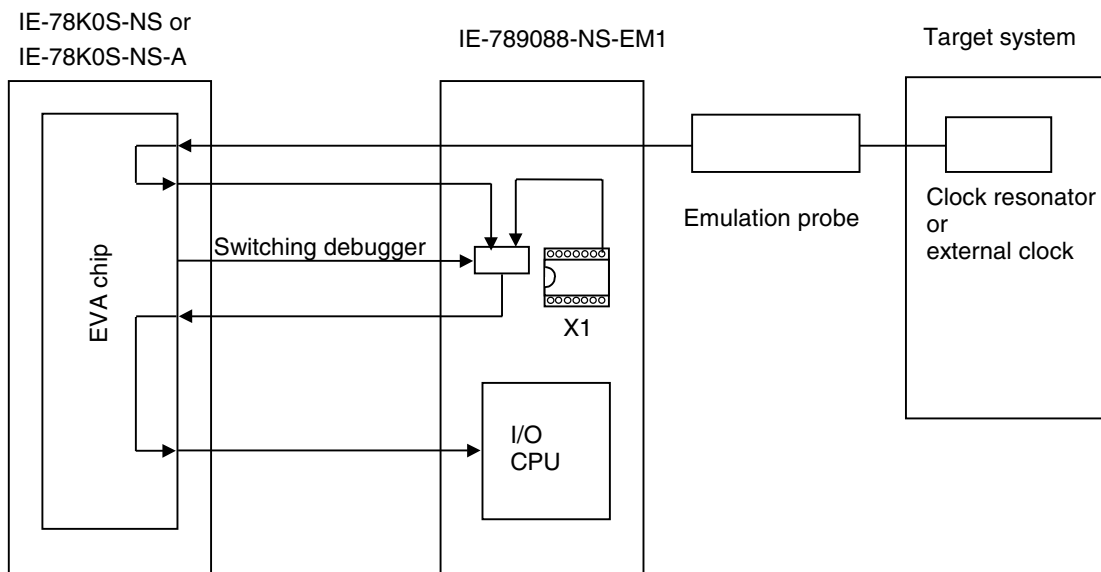 IE-78K0S-NS or
IE-78K0S-NS-A
IE-789088-NS-EM1
Target system
EVA chip
Switching debugger
X1
I/O
CPU
Emulation probe
Clock resonator
or
external clock